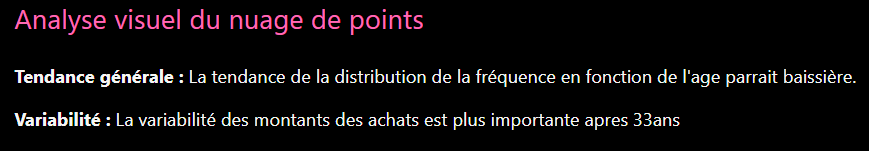 Analyse visuel du nuage de points
Tendance générale : La tendance de la distribution de la fréquence en fonction de l'age parrait baissière.
Variabilité : La variabilité des montants des achats est plus importante apres 33ans